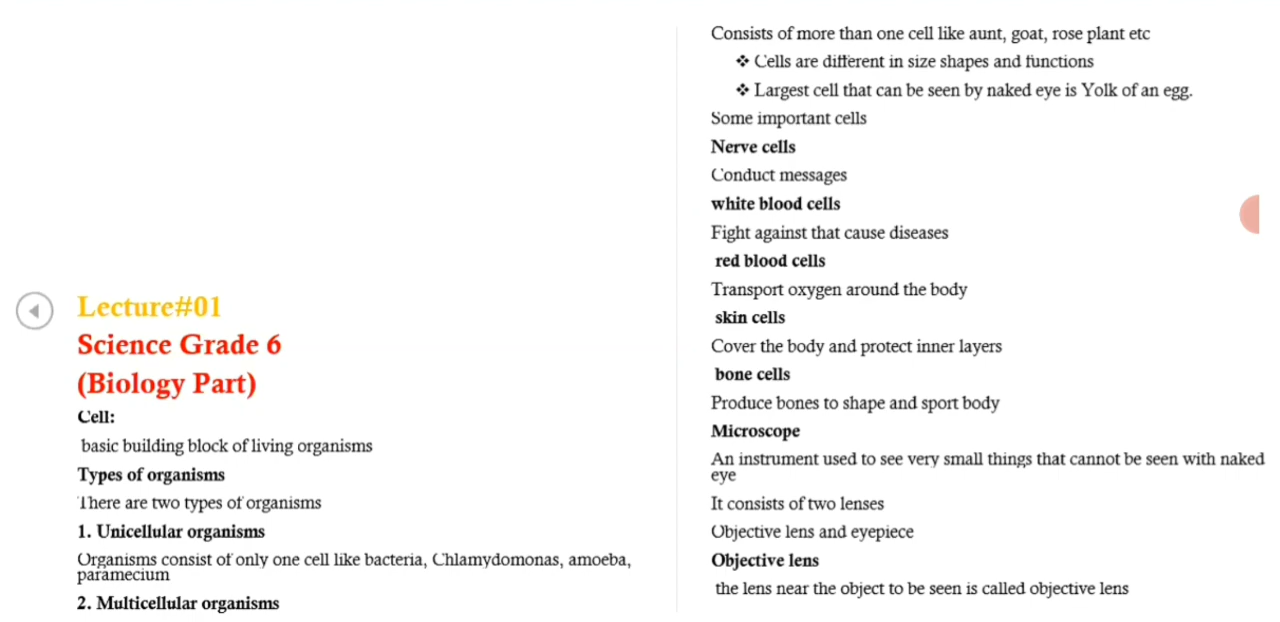 Lecture#01
Science Grade 6
(Biology Part)
Cell:
basic building block of living organisms
Types of organisms
There are two types of organisms
1. Unicellular organisms
Organisms consist of only one cell like bacteria, Chlamydomonas, amoeba,
paramecium
2. Multicellular organisms
Consists of more than one cell like aunt, goat, rose plant etc
❖ Cells are different in size shapes and functions
❖ Largest cell that can be seen by naked eye is Yolk of an egg.
Some important cells
Nerve cells
Conduct messages
white blood cells
Fight against that cause diseases
red blood cells
Transport oxygen around the body
skin cells
Cover the body and protect inner layers
bone cells
Produce bones to shape and sport body
Microscope
An instrument used to see very small things that cannot be seen with naked
eye
It consists of two lenses
Objective lens and eyepiece
Objective lens
the lens near the object to be seen is called objective lens